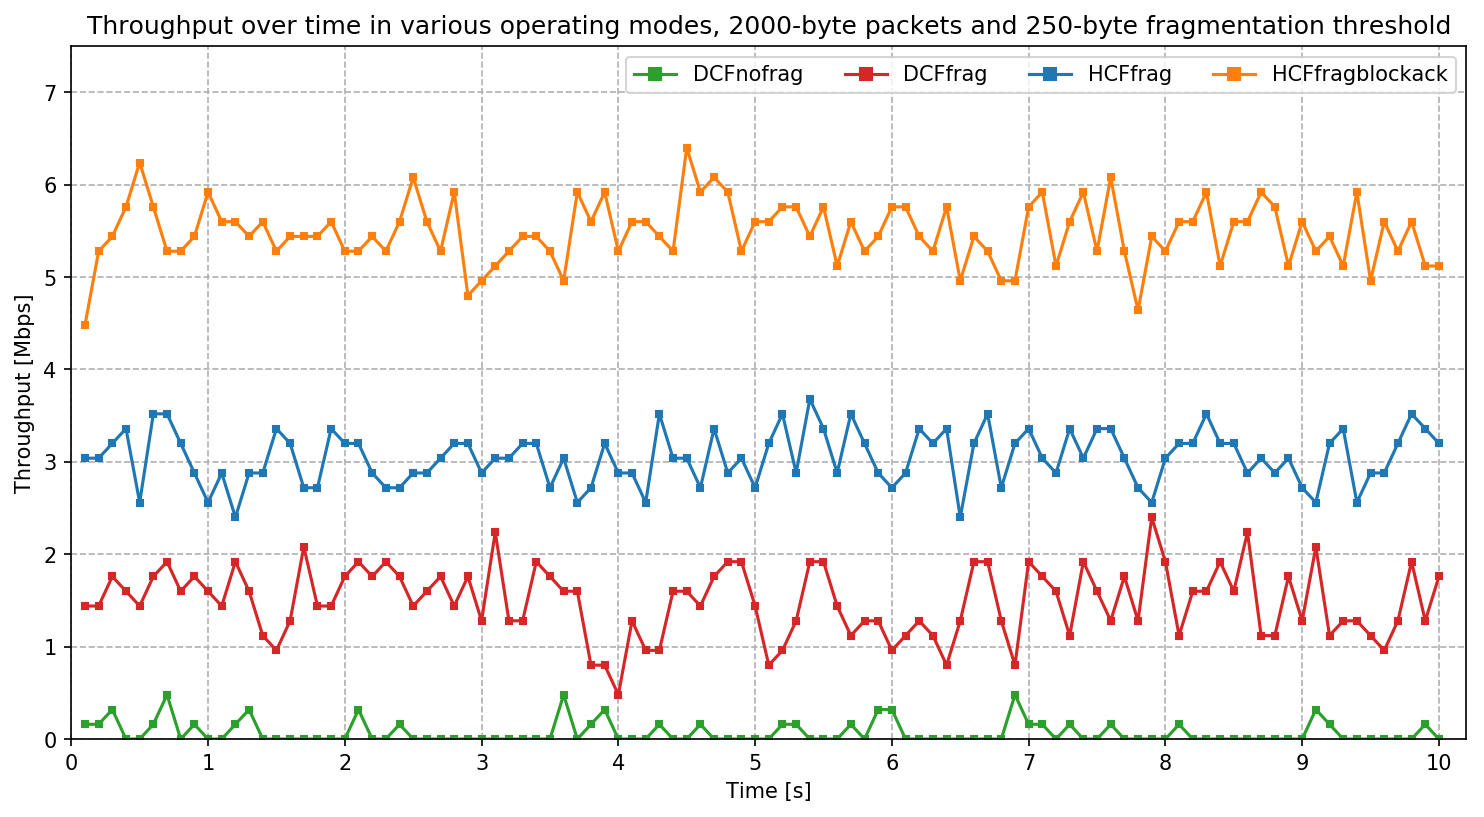 Throughput over time in various operating modes, 2000-byte packets and 250-byte fragmentation threshold
DCFnofrag DCFfrag HCFfrag HCFfragblockack
7
6
5
4
3
2
1
0
Throughput [Mbps]
0 1 2 3 4 5 6 7 8 9 10
Time [s]